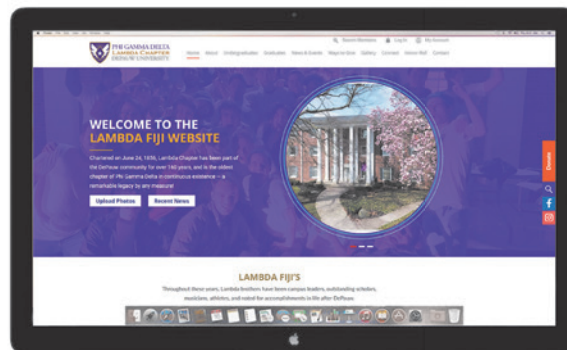 Search Members Log In My Account
PHI GAMMA DELTA
LAMBDA CHAPTER
DEPAUW UNIVERSITY
Home About Undergraduates Graduates News & Events Ways to Give Gallery Connect Honor Roll Contact
WELCOME TO THE
LAMBDA FIJI WEBSITE
Chartered on June 24, 1856, Lambda Chapter has been part of
the DePauw community for over 160 years, and is the oldest
chapter of Phi Gamma Delta in continuous existence — a
remarkable legacy by any measure!
Upload Photos Recent News
Donate
LAMBDA FIJI'S
Throughout these years, Lambda Brothers have been campus leaders, outstanding scholars,
musicians, athletes, and noted for accomplishments in life after DePauw.